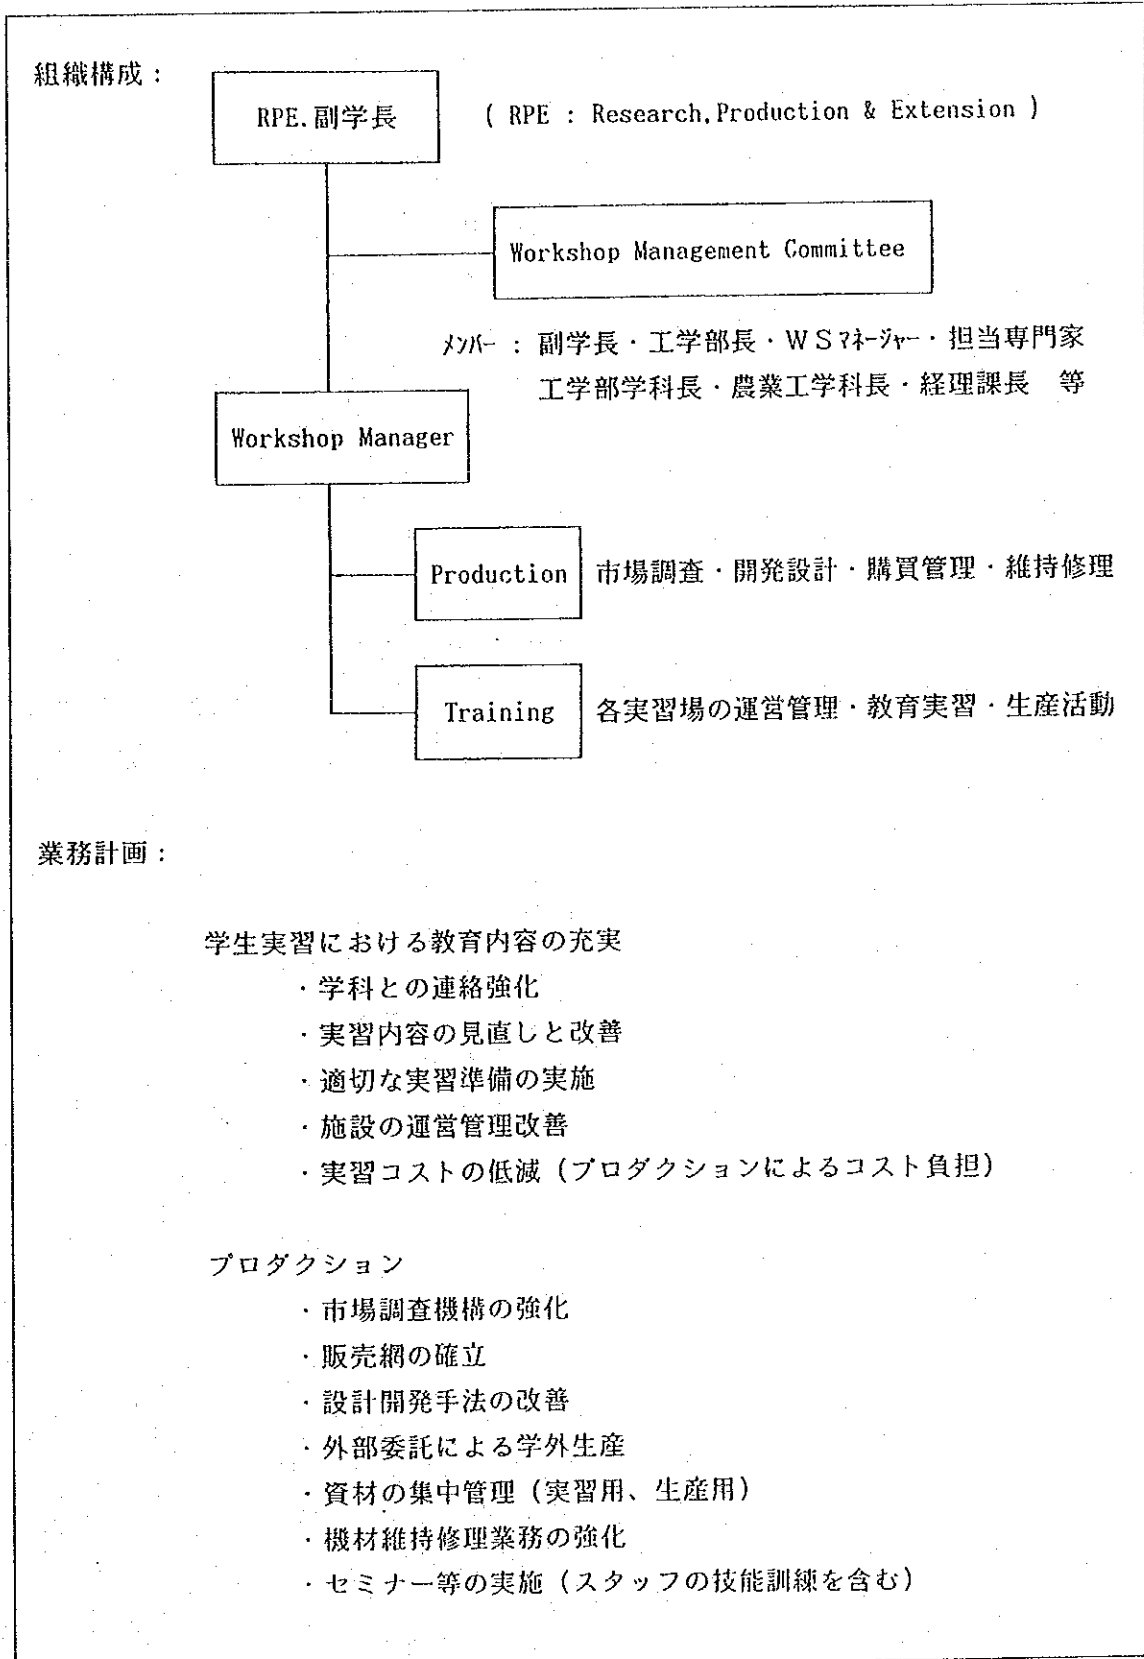 組織構成：
RPE.副学長
( RPE : Research,Production & Extension )
Workshop Management Committee
ﾒﾝﾊﾞｰ : 副学長・工学部長・ＷＳﾏﾈｰｼﾞｬｰ・担当専門家
工学部学科長・農業工学科長・経理課長　等
Workshop Manager
Production
市場調査・開発設計・購買管理・維持修理
Training
各実習場の運営管理・教育実習・生産活動
業務計画：
学生実習における教育内容の充実
・学科との連絡強化
・実習内容の見直しと改善
・適切な実習準備の実施
・施設の運営管理改善
・実習コストの低減（プロダクションによるコスト負担）
プロダクション
・市場調査機構の強化
・販売網の確立
・設計開発手法の改善
・外部委託による学外生産
・資材の集中管理（実習用、生産用）
・機材維持修理業務の強化
・セミナー等の実施（スタッフの技能訓練を含む）